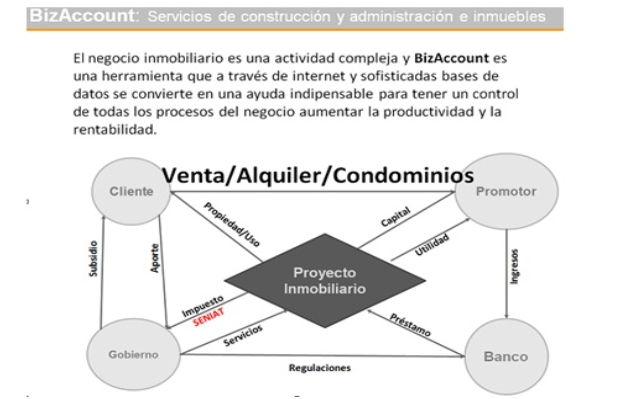 BizAccount: Servicios de construcción y administración e inmuebles
El negocio inmobiliario es una actividad compleja y BizAccount es
una herramienta que a través de internet y sofisticadas bases de
datos se convierte en una ayuda indipensable para tener un control
de todas los procesos del negocio aumentar la productividad y la
rentabilidad.
Venta/Alquiler/Condominios
Cliente
Promotor
Propiedad/Uso
Capital
Utilidad
Subsidio
Aporte
Ingresos
Proyecto
Inmobiliario
Impuesto
SENIAT
Servicios
Préstamo
Gobierno
Banco
Regulaciones